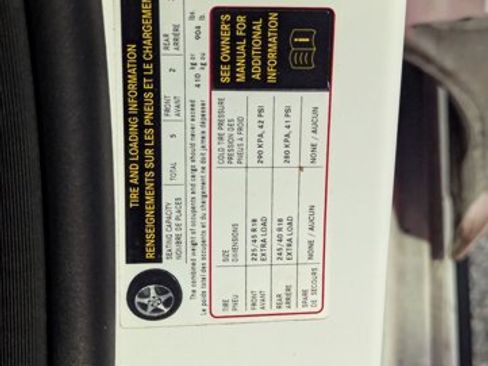 TIRE AND LOADING INFORMATION
RENSEIGNEMENTS SUR LES PNEUS ET LE CHARGEMENT
SEATING CAPACITY TOTAL 5 FRONT 2 REAR
NOMBRE DE PLACES AVANT ARRIÈRE
The combined weight of occupants and cargo should never exceed 410 kg or 904 lbs.
Le poids total des occupants et du chargement ne doit jamais dépasser kg ou lb.
TIRE SIZE COLD TIRE PRESSURE
PNEU DIMENSIONS PRESSION DES
PNEUS A FROID
FRONT 225/45 R18 290 KPA, 42 PSI
AVANT EXTRA LOAD
REAR 245/40 R18 280 KPA, 41 PSI
ARRIERE EXTRA LOAD
SPARE NONE / AUCUN NONE / AUCUN
DE SECOURS
SEE OWNER'S
MANUAL FOR
ADDITIONAL
INFORMATION